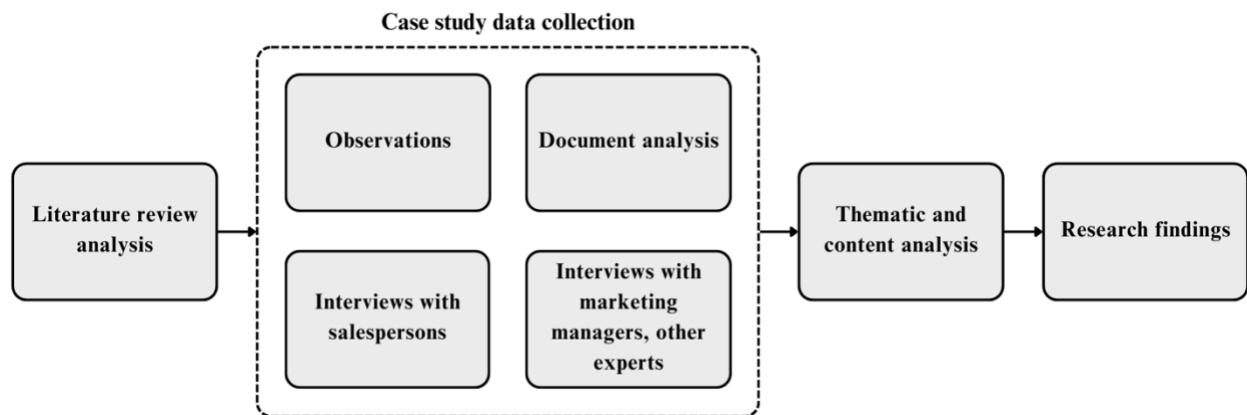 Case study data collection
Observations
Document analysis
Literature review
analysis
Thematic and
content analysis
Research findings
Interviews with
salespersons
Interviews with
marketing
managers, other
experts